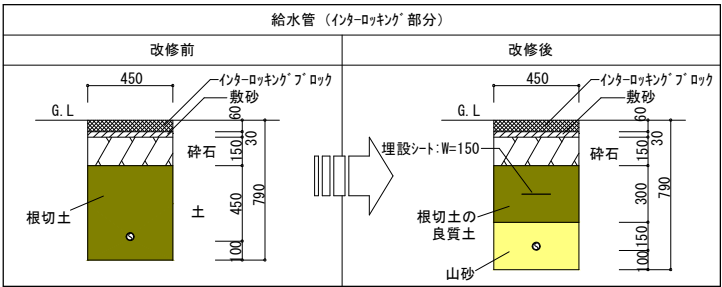 給水管（インターロッキング部分）
改修前
改修後
450
インターロッキングブロック
敷砂
G.L
60
30
砕石
150
土
450
790
根切土
100
450
インターロッキングブロック
敷砂
G.L
60
30
埋設シート:W=150
砕石
150
300
790
根切土の
良質土
150
山砂
100